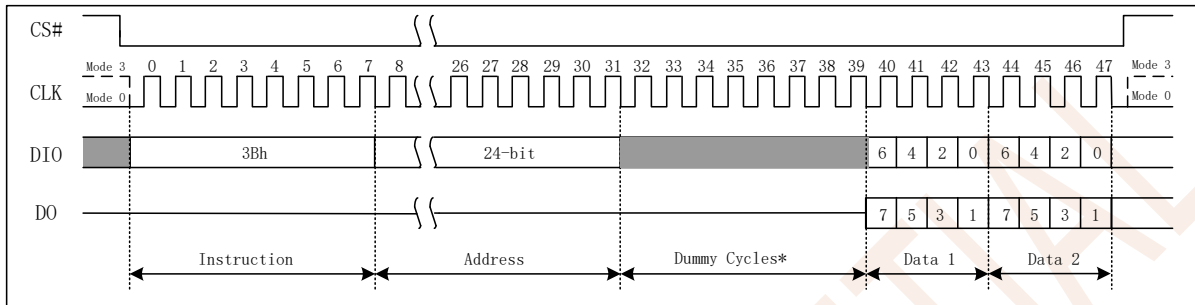 CS#
Mode 3 0 1 2 3 4 5 6 7 8 26 27 28 29 30 31 32 33 34 35 36 37 38 39 40 41 42 43 44 45 46 47 Mode 3
CLK
Mode 0 Mode 0
DIO 3Bh 24-bit 6 4 2 0 6 4 2 0
DO 7 5 3 1 7 5 3 1
Instruction Address Dummy Cycles* Data 1 Data 2